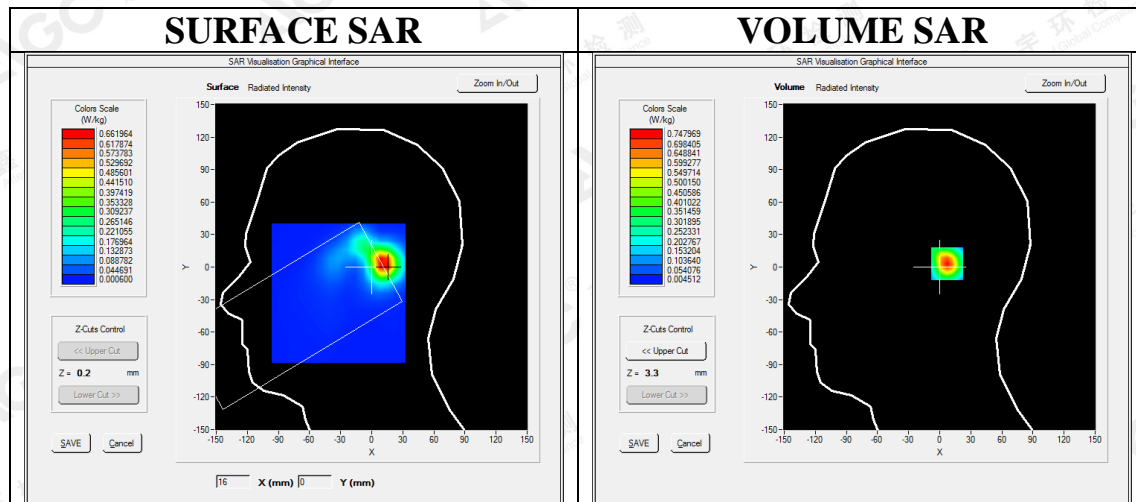 SURFACE SAR
SAR Visualisation Graphical Interface
Surface Radiated Intensity
Zoom In/Out
Colors Scale
(W/kg)
0.661964
0.617874
0.573783
0.529692
0.485601
0.441510
0.397419
0.353328
0.309237
0.265146
0.221055
0.176964
0.132873
0.088782
0.044691
0.000600
Z-Cuts Control
<< Upper Cut
Z = 0.2 mm
Lower Cut >>
SAVE Cancel
150
120
90
60
30
0
-30
-60
-90
-120
-150
Y
-150 -120 -90 -60 -30 0 30 60 90 120 150
X
16 X (mm) 0 Y (mm)
VOLUME SAR
SAR Visualisation Graphical Interface
Volume Radiated Intensity
Zoom In/Out
Colors Scale
(W/kg)
0.747969
0.698405
0.648841
0.599277
0.549714
0.500150
0.450586
0.401022
0.351459
0.301895
0.252331
0.202767
0.153204
0.103640
0.054076
0.004512
Z-Cuts Control
<< Upper Cut
Z = 3.3 mm
Lower Cut >>
SAVE Cancel
150
120
90
60
30
0
-30
-60
-90
-120
-150
Y
-150 -120 -90 -60 -30 0 30 60 90 120 150
X